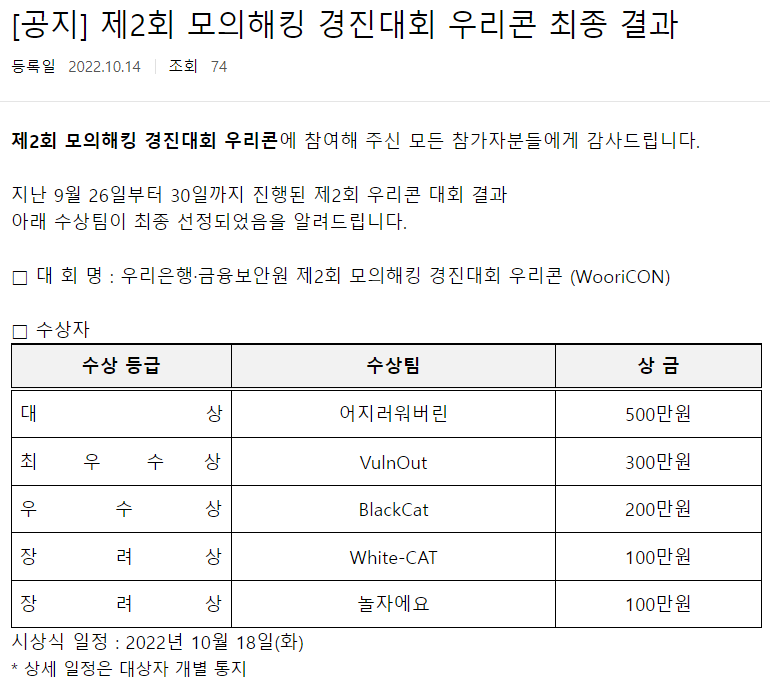 [공지] 제2회 모의해킹 경진대회 우리콘 최종 결과
등록일 2022.10.14 조회 74
제2회 모의해킹 경진대회 우리콘에 참여해 주신 모든 참가자분들에게 감사드립니다.
지난 9월 26일부터 30일까지 진행된 제2회 우리콘 대회 결과
아래 수상팀이 최종 선정되었음을 알려드립니다.
□ 대 회 명 : 우리은행·금융보안원 제2회 모의해킹 경진대회 우리콘 (WooriCON)
□ 수상자
수상 등급 수상팀 상 금
대 상 어지러워버린 500만원
최 우 수 상 VulnOut 300만원
우 수 상 BlackCat 200만원
장 려 상 White-CAT 100만원
장 려 상 놀자에요 100만원
시상식 일정 : 2022년 10월 18일(화)
* 상세 일정은 대상자 개별 통지